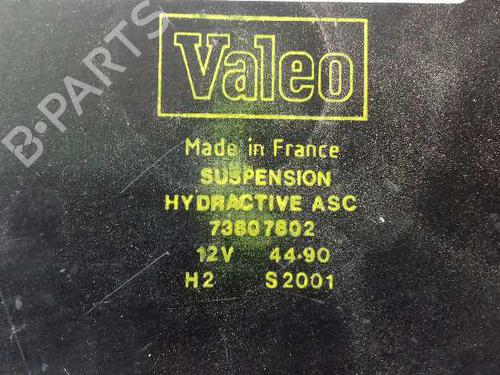 Valeo
Made in France
SUSPENSION
HYDRACTIVE ASC
73807802
12V 44-90
H2 S2001
B-PARTS